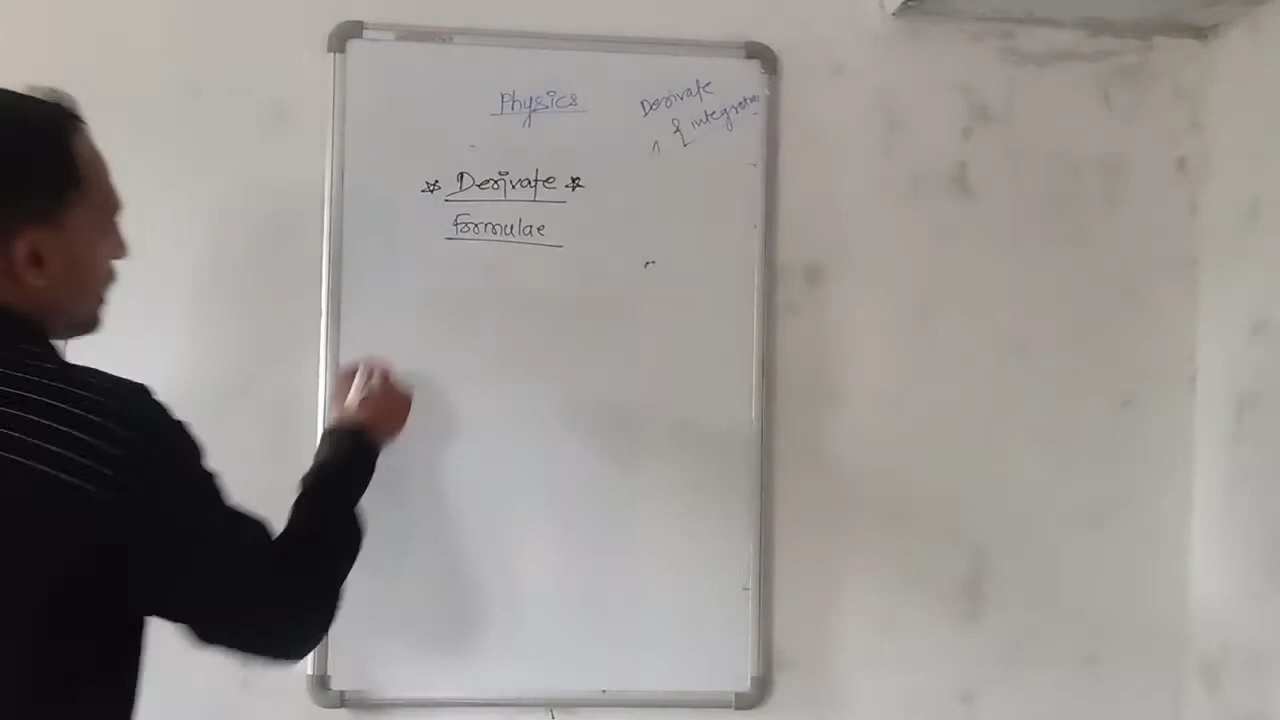 Physics
Derivate
& integration
* Derivate *
Formulae